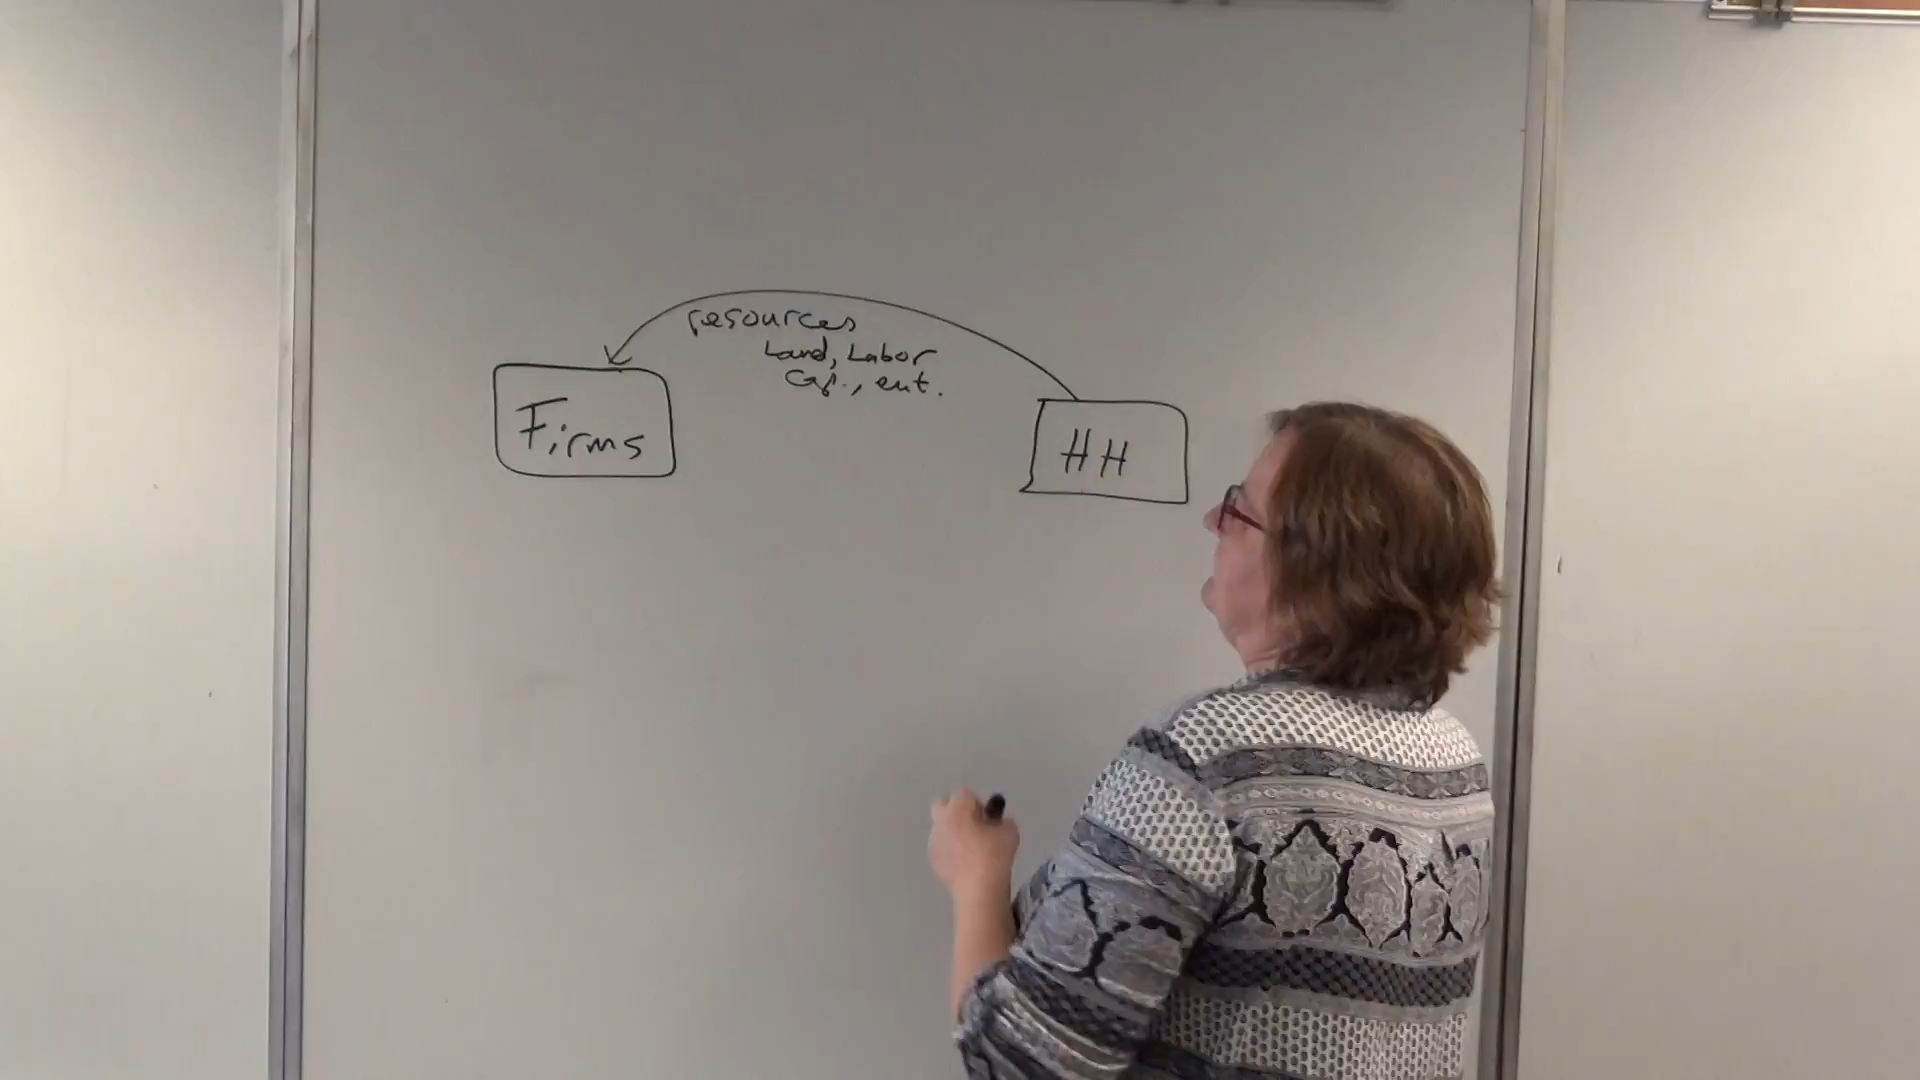 resources
Land, Labor
Cap., ent.
Firms
HH